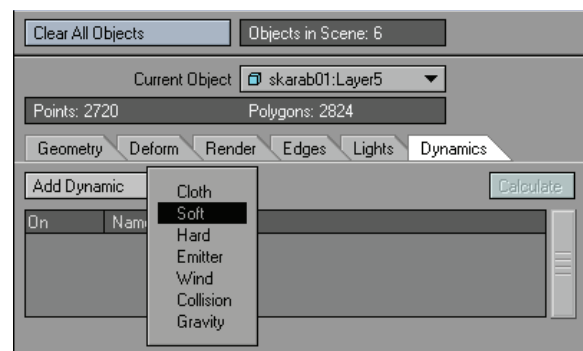 Clear All Objects Objects in Scene: 6
Current Object skarab01:Layer5
Points: 2720 Polygons: 2824
Geometry Deform Render Edges Lights Dynamics
Add Dynamic Calculate
On
Cloth
Soft
Hard
Emitter
Wind
Collision
Gravity